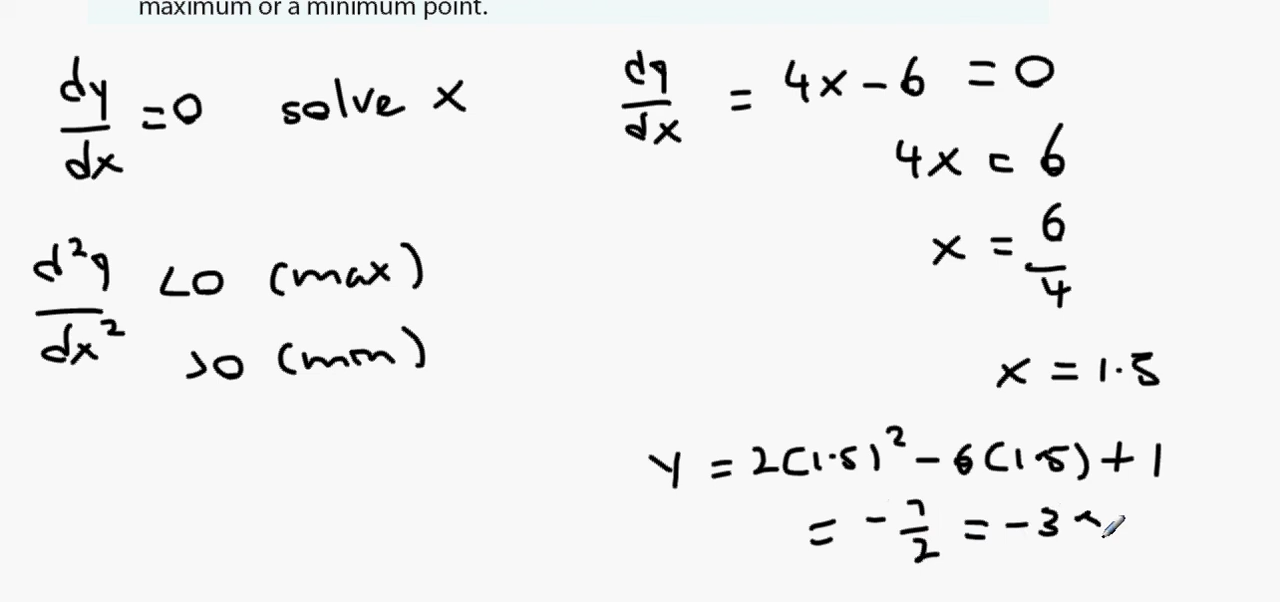 maximum or a minimum point.
dy/dx = 0 solve x
d²y/dx² <0 (max)
>0 (min)
dy/dx = 4x - 6 = 0
4x = 6
x = 6/4
x = 1.5
y = 2(1.5)² - 6(1.5) + 1
= -7/2 = -3